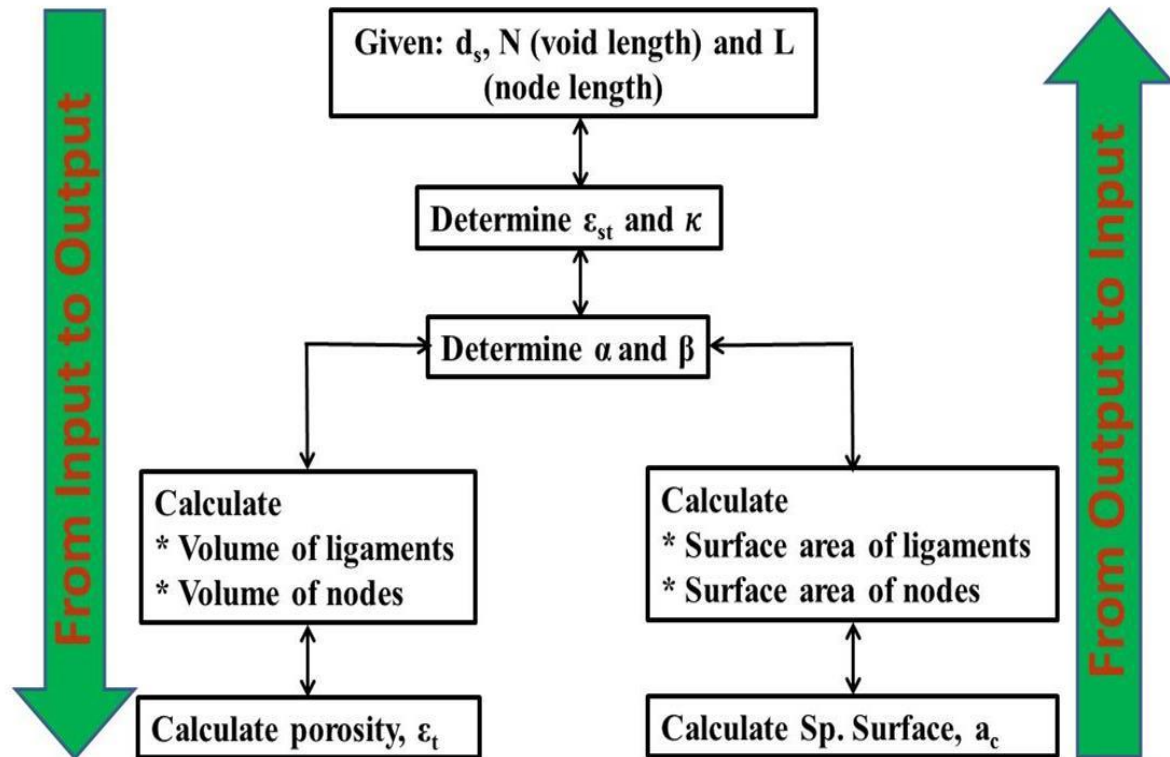 From Input to Output
Given: dₛ, N (void length) and L
(node length)
Determine εₛₜ and κ
Determine α and β
Calculate
* Volume of ligaments
* Volume of nodes
Calculate porosity, εₜ
Calculate
* Surface area of ligaments
* Surface area of nodes
Calculate Sp. Surface, a_c
From Output to Input